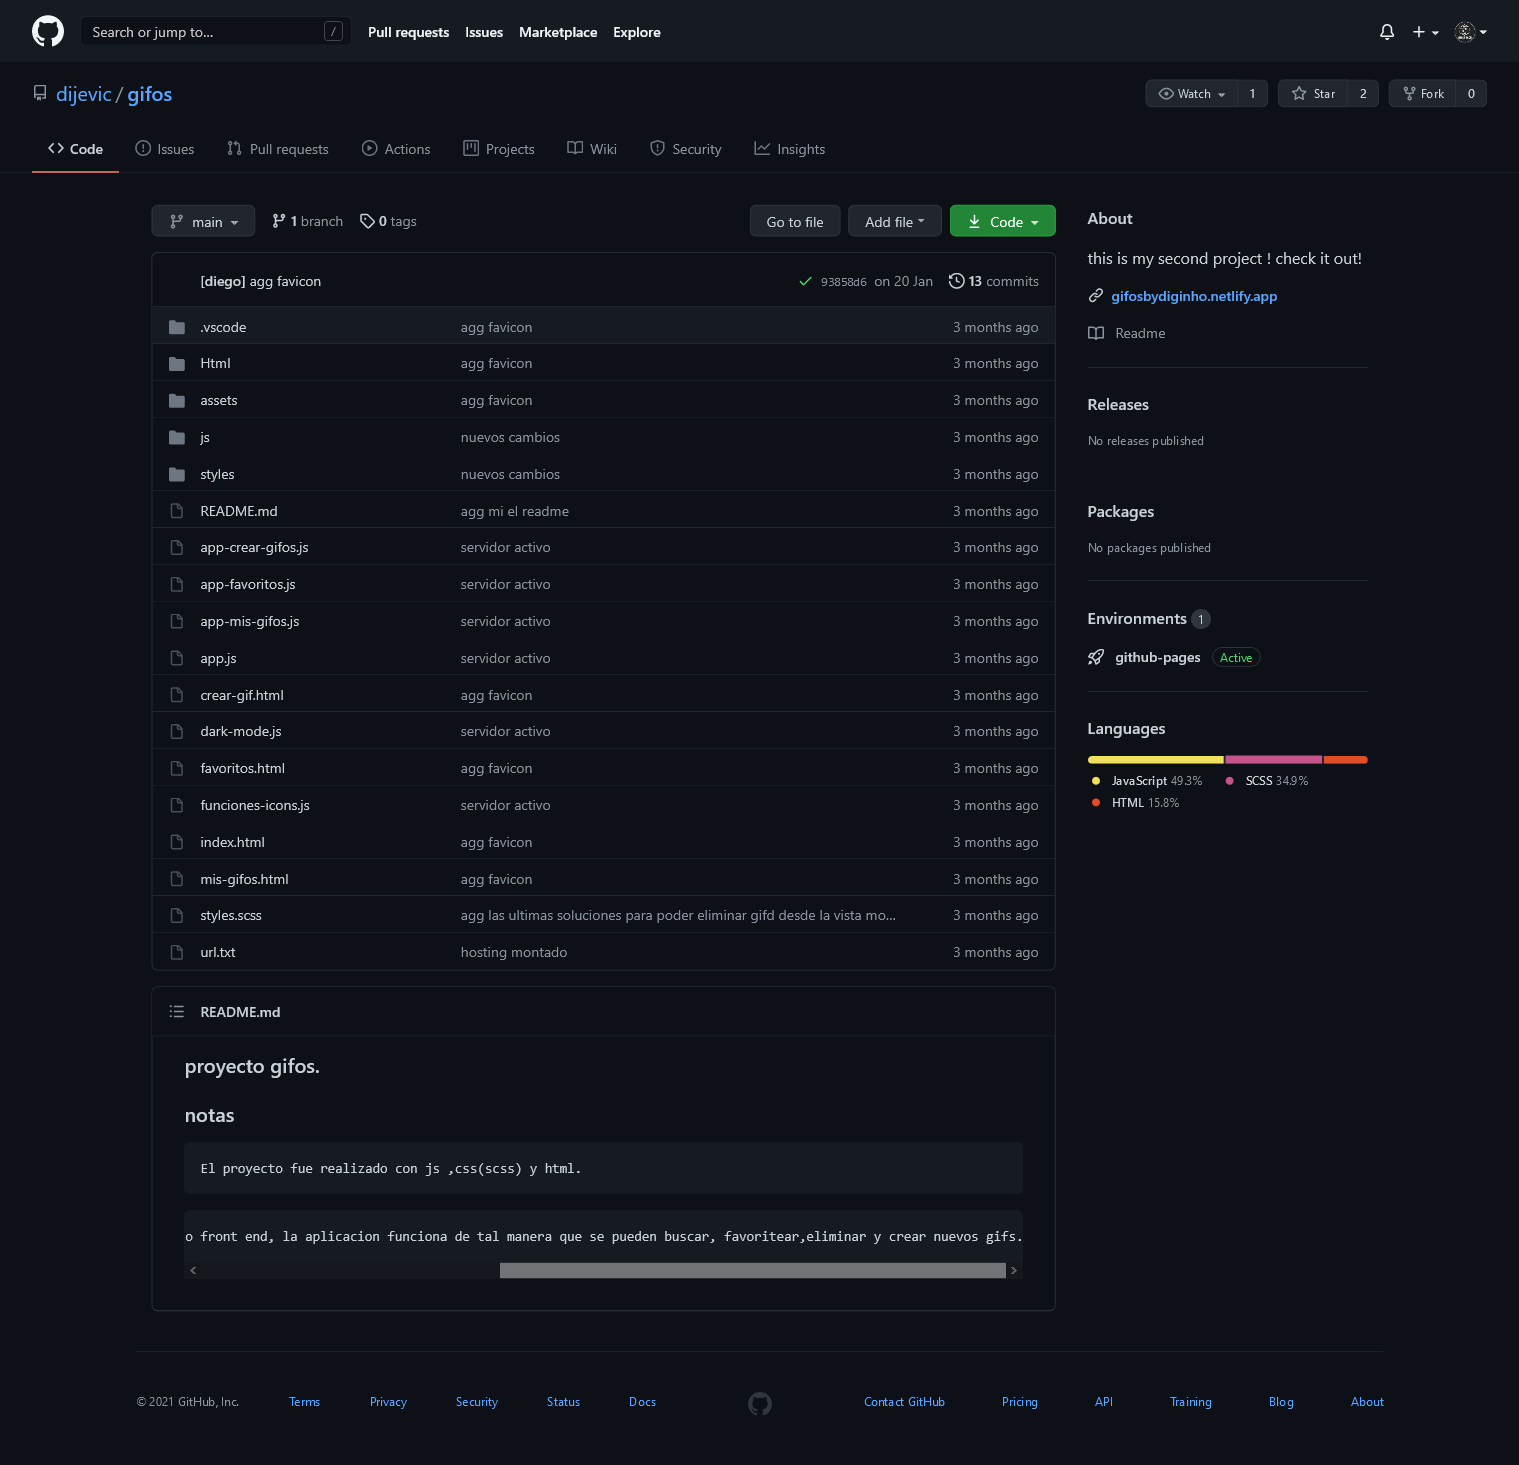 Search or jump to... / Pull requests Issues Marketplace Explore
dijevic / gifos Watch 1 Star 2 Fork 0
Code Issues Pull requests Actions Projects Wiki Security Insights
main 1 branch 0 tags Go to file Add file Code
[diego] agg favicon 93858d6 on 20 Jan 13 commits
.vscode agg favicon 3 months ago
Html agg favicon 3 months ago
assets agg favicon 3 months ago
js nuevos cambios 3 months ago
styles nuevos cambios 3 months ago
README.md agg mi el readme 3 months ago
app-crear-gifos.js servidor activo 3 months ago
app-favoritos.js servidor activo 3 months ago
app-mis-gifos.js servidor activo 3 months ago
app.js servidor activo 3 months ago
crear-gif.html agg favicon 3 months ago
dark-mode.js servidor activo 3 months ago
favoritos.html agg favicon 3 months ago
funciones-icons.js servidor activo 3 months ago
index.html agg favicon 3 months ago
mis-gifos.html agg favicon 3 months ago
styles.scss agg las ultimas soluciones para poder eliminar gifd desde la vista mo... 3 months ago
url.txt hosting montado 3 months ago
README.md
proyecto gifos.
notas
El proyecto fue realizado con js ,css(scss) y html.
o front end, la aplicacion funciona de tal manera que se pueden buscar, favoritear,eliminar y crear nuevos gifs.
About
this is my second project ! check it out!
gifosbydiginho.netlify.app
Readme
Releases
No releases published
Packages
No packages published
Environments 1
github-pages Active
Languages
JavaScript 49.3% SCSS 34.9%
HTML 15.8%
© 2021 GitHub, Inc. Terms Privacy Security Status Docs Contact GitHub Pricing API Training Blog About